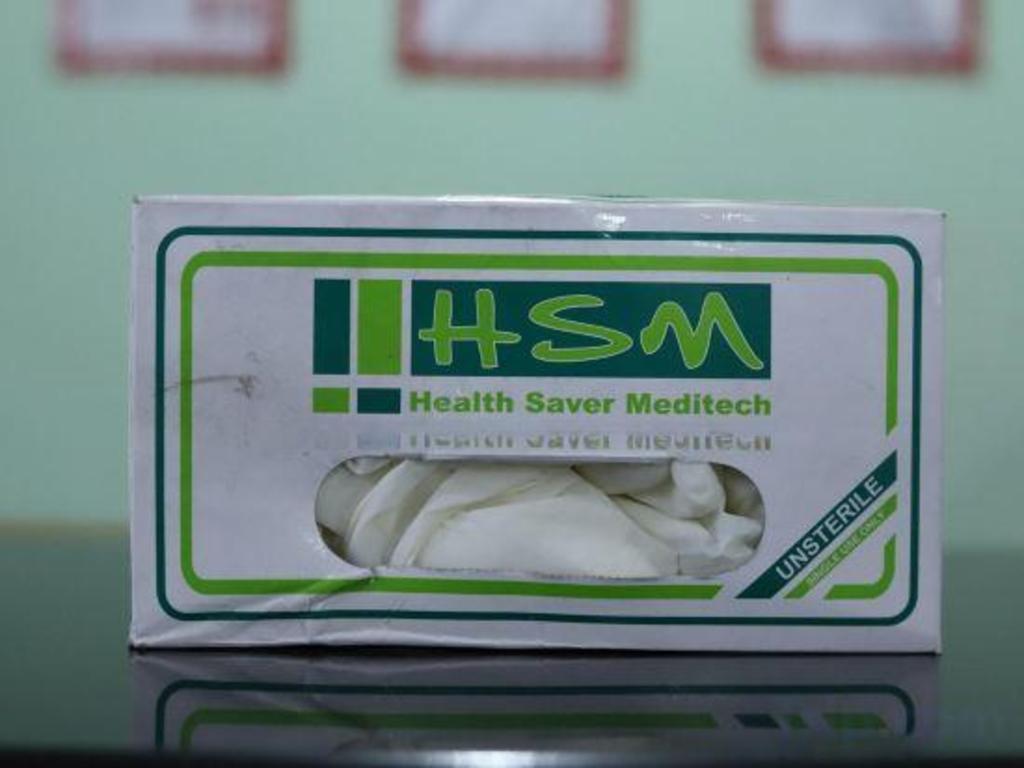 HSM
Health Saver Meditech
UNSTERILE
SINGLE USE ONLY